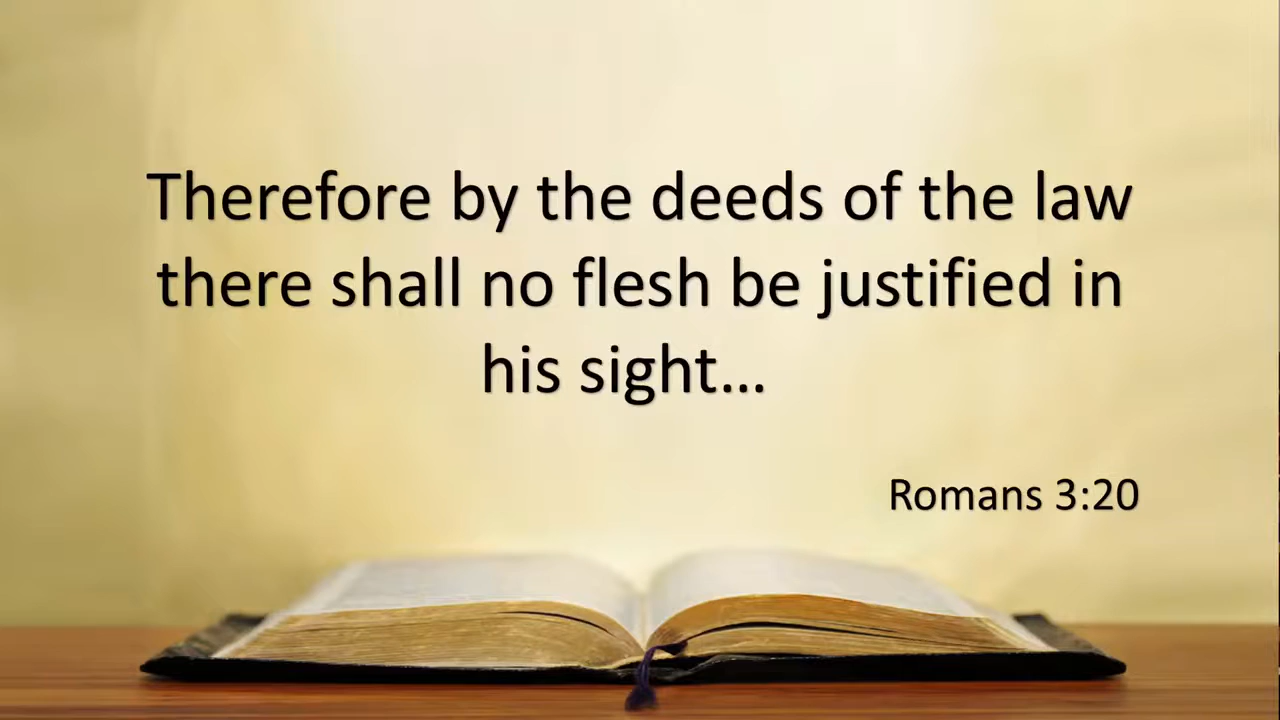 Therefore by the deeds of the law
there shall no flesh be justified in
his sight...
Romans 3:20